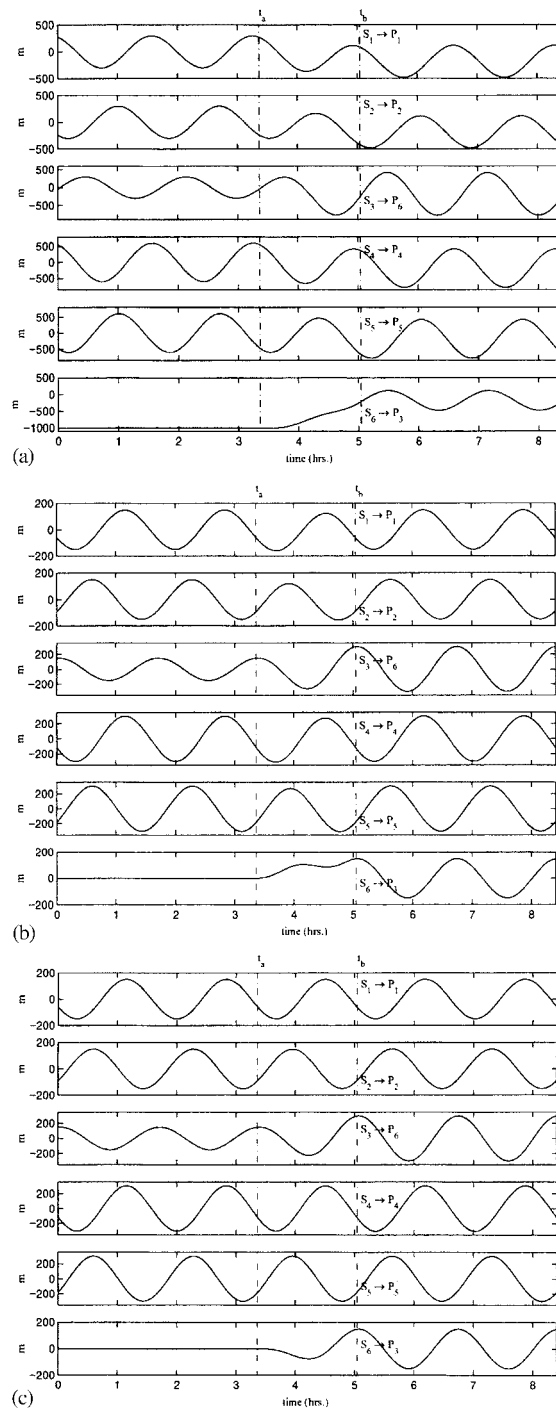 t_a t_b
500
0
−500
m
S_1 → P_1
500
0
−500
m
S_2 → P_2
500
0
−500
m
S_3 → P_6
500
0
−500
m
S_4 → P_4
500
0
−500
m
S_5 → P_5
500
0
−500
−1000
m
S_6 → P_3
0 1 2 3 4 5 6 7 8
time (hrs.)
(a)
t_a t_b
200
0
−200
m
S_1 → P_1
200
0
−200
m
S_2 → P_2
200
0
−200
m
S_3 → P_6
200
0
−200
m
S_4 → P_4
200
0
−200
m
S_5 → P_5
200
0
−200
m
S_6 → P_3
0 1 2 3 4 5 6 7 8
time (hrs.)
(b)
t_a t_b
200
0
−200
m
S_1 → P_1
200
0
−200
m
S_2 → P_2
200
0
−200
m
S_3 → P_6
200
0
−200
m
S_4 → P_4
200
0
−200
m
S_5 → P_5
200
0
−200
m
S_6 → P_3
0 1 2 3 4 5 6 7 8
time (hrs.)
(c)